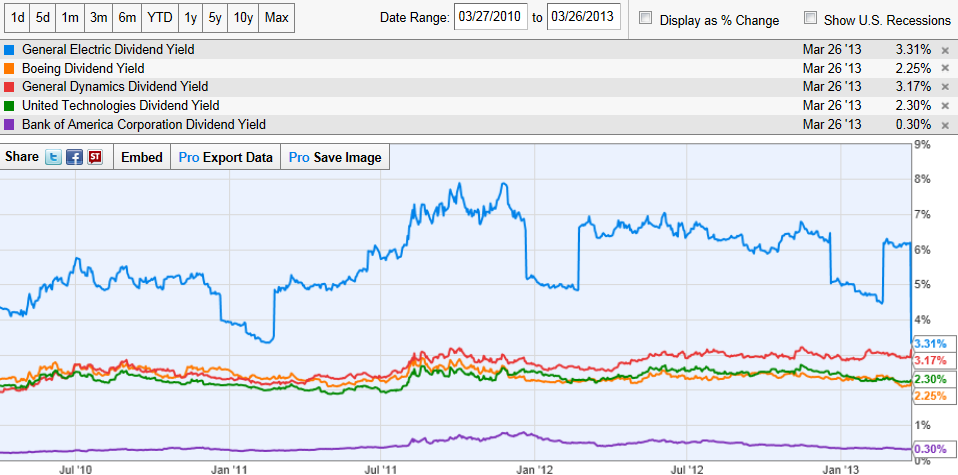 1d 5d 1m 3m 6m YTD 1y 5y 10y Max Date Range: 03/27/2010 to 03/26/2013 Display as % Change Show U.S. Recessions
General Electric Dividend Yield Mar 26 '13 3.31% ×
Boeing Dividend Yield Mar 26 '13 2.25% ×
General Dynamics Dividend Yield Mar 26 '13 3.17% ×
United Technologies Dividend Yield Mar 26 '13 2.30% ×
Bank of America Corporation Dividend Yield Mar 26 '13 0.30% ×
Share t f ST Embed Pro Export Data Pro Save Image
9%
8%
7%
6%
5%
4%
3.31%
3.17%
2.30%
2.25%
1%
0.30%
0%
Jul '10 Jan '11 Jul '11 Jan '12 Jul '12 Jan '13